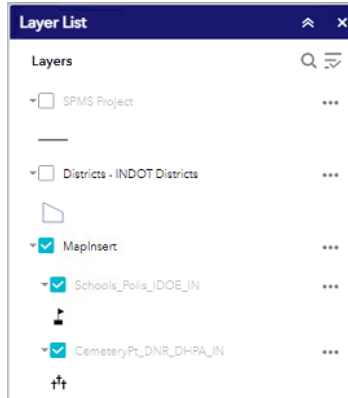 Layer List
Layers
SPMS Project
Districts - INDOT Districts
MapInsert
Schools_Polis_IDOE_IN
CemeteryPt_DNR_DHPA_IN